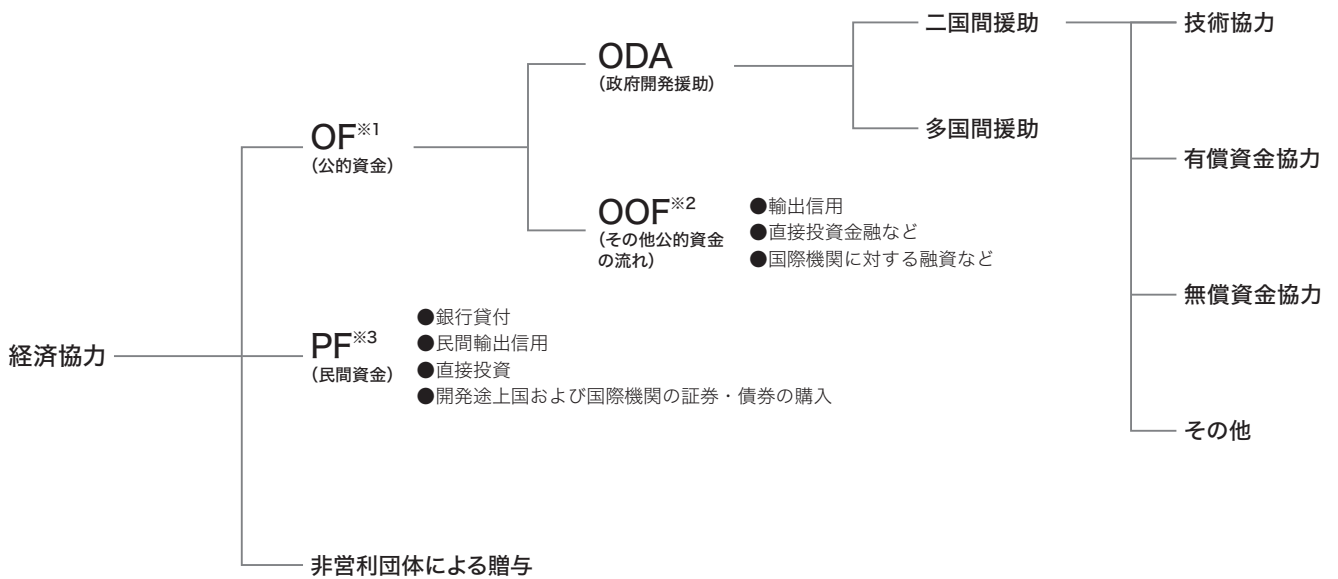 経済協力
OF※1
(公的資金)
ODA
(政府開発援助)
二国間援助
技術協力
有償資金協力
無償資金協力
その他
多国間援助
OOF※2
(その他公的資金
の流れ)
●輸出信用
●直接投資金融など
●国際機関に対する融資など
PF※3
(民間資金)
●銀行貸付
●民間輸出信用
●直接投資
●開発途上国および国際機関の証券・債券の購入
非営利団体による贈与